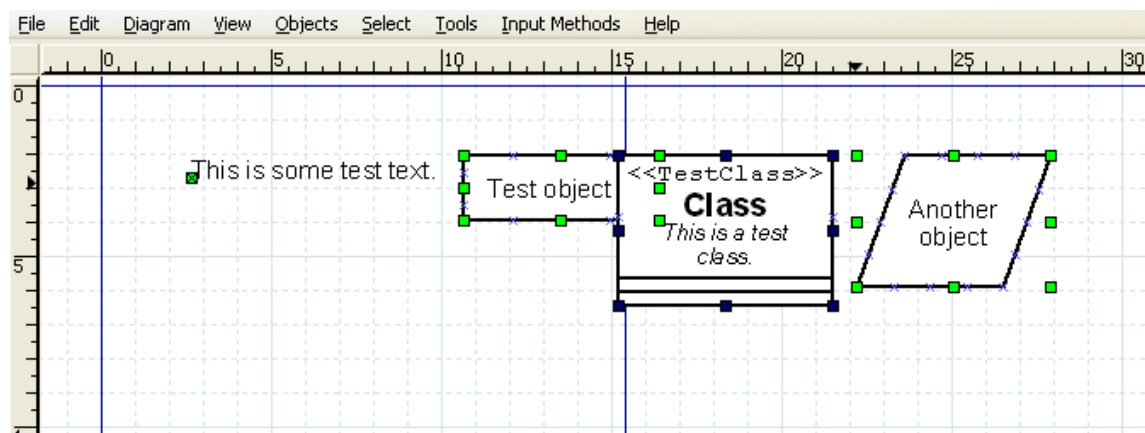 File Edit Diagram View Objects Select Tools Input Methods Help
0 5 10 15 20 25 30
0
This is some test text.
Test object
<<TestClass>>
Class
This is a test
class.
Another
object
5
1